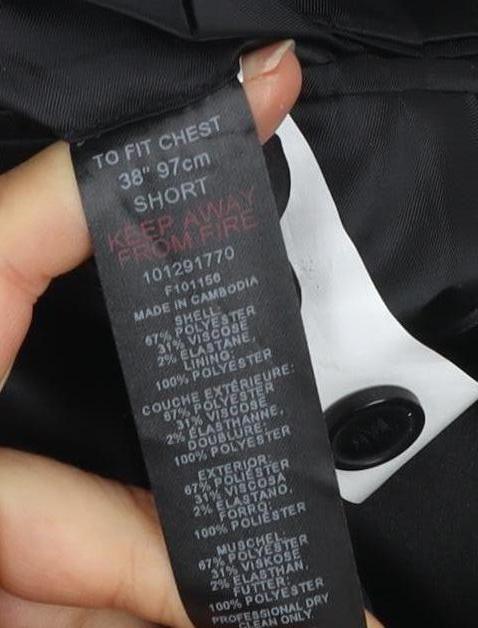 TO FIT CHEST
38" 97cm
SHORT
KEEP AWAY
FROM FIRE
101291770
F101156
MADE IN CAMBODIA
SHELL:
67% POLYESTER
31% VISCOSE
2% ELASTANE,
LINING:
100% POLYESTER
COUCHE EXTÉRIEURE:
67% POLYESTER
31% VISCOSE
2% ELASTHANNE,
DOUBLURE:
100% POLYESTER
EXTERIOR:
67% POLIÉSTER
31% VISCOSA
2% ELASTANO,
FORRO:
100% POLIÉSTER
MUSCHEL:
67% POLYESTER
31% VISKOSE
2% ELASTHAN,
FUTTER:
100% POLYESTER
PROFESSIONAL DRY
CLEAN ONLY.